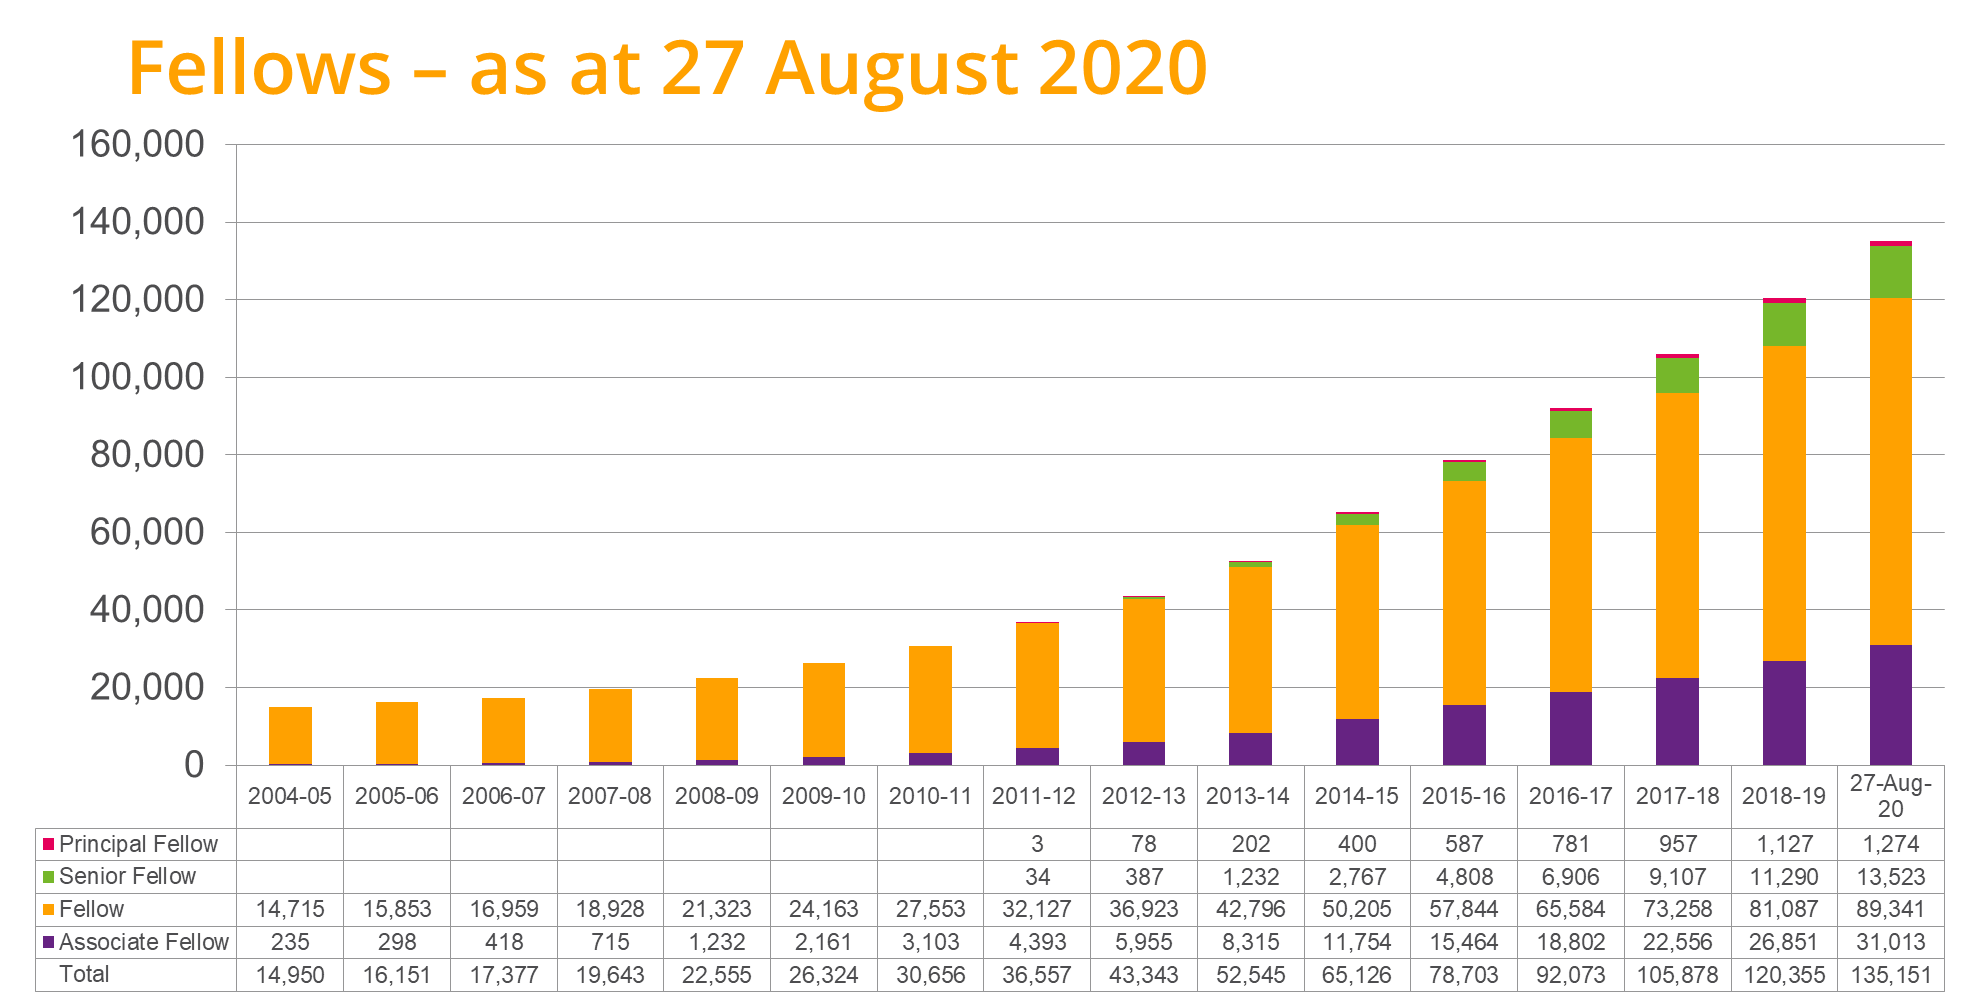 Fellows – as at 27 August 2020
160,000
140,000
120,000
100,000
80,000
60,000
40,000
20,000
0
2004-05 2005-06 2006-07 2007-08 2008-09 2009-10 2010-11 2011-12 2012-13 2013-14 2014-15 2015-16 2016-17 2017-18 2018-19 27-Aug-
20
Principal Fellow 3 78 202 400 587 781 957 1,127 1,274
Senior Fellow 34 387 1,232 2,767 4,808 6,906 9,107 11,290 13,523
Fellow 14,715 15,853 16,959 18,928 21,323 24,163 27,553 32,127 36,923 42,796 50,205 57,844 65,584 73,258 81,087 89,341
Associate Fellow 235 298 418 715 1,232 2,161 3,103 4,393 5,955 8,315 11,754 15,464 18,802 22,556 26,851 31,013
Total 14,950 16,151 17,377 19,643 22,555 26,324 30,656 36,557 43,343 52,545 65,126 78,703 92,073 105,878 120,355 135,151